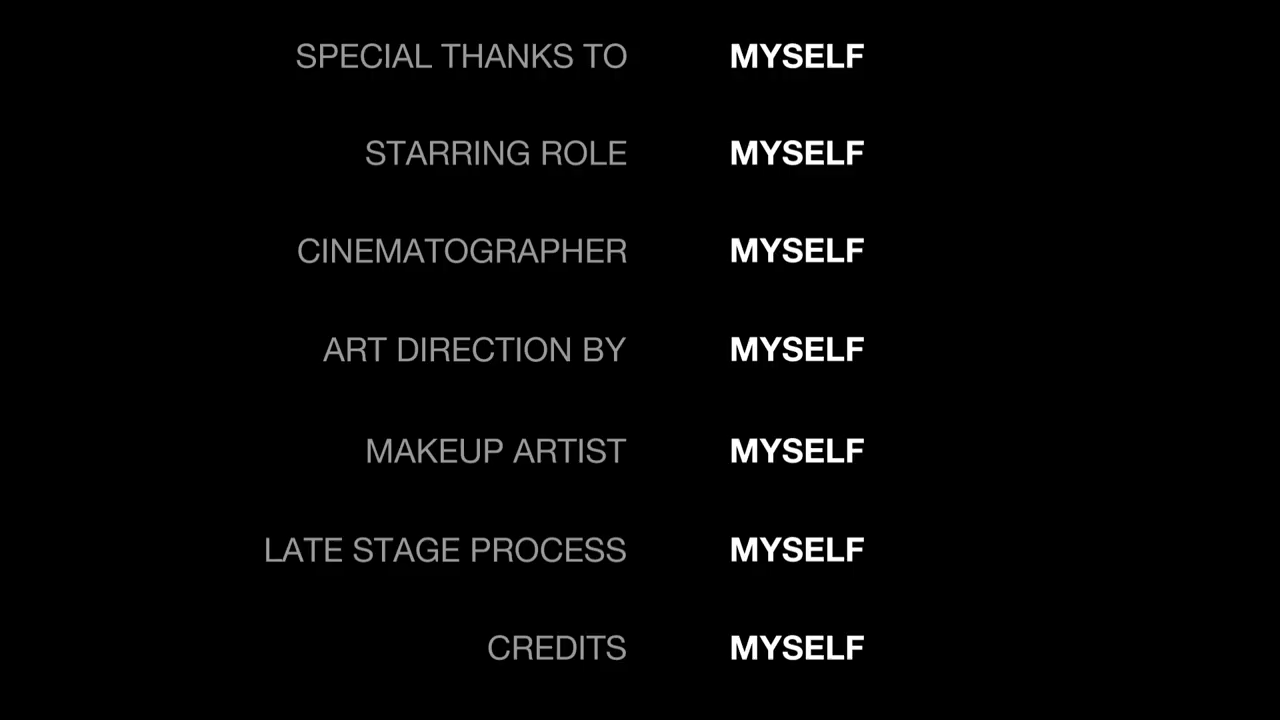 SPECIAL THANKS TO MYSELF
STARRING ROLE MYSELF
CINEMATOGRAPHER MYSELF
ART DIRECTION BY MYSELF
MAKEUP ARTIST MYSELF
LATE STAGE PROCESS MYSELF
CREDITS MYSELF